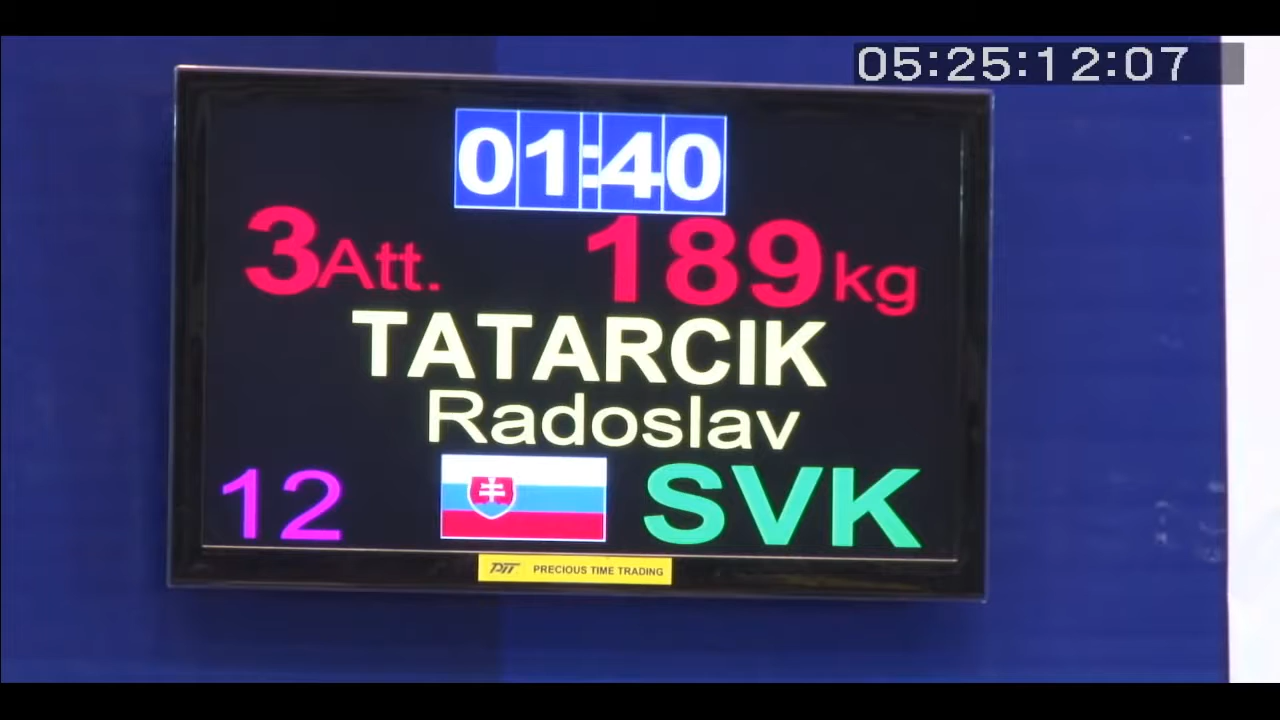 05:25:12:07
01:40
3Att. 189kg
TATARCIK
Radoslav
12 SVK
PTT PRECIOUS TIME TRADING